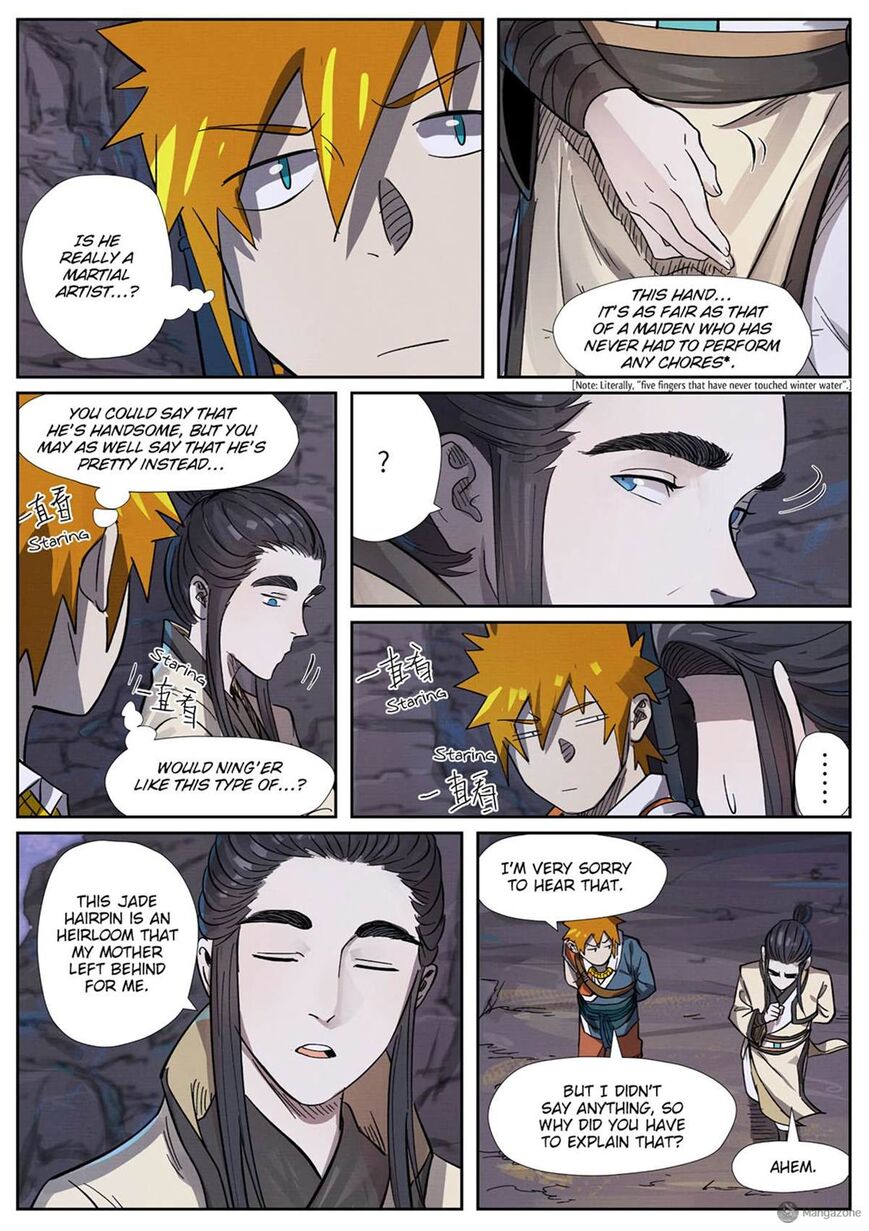 IS HE
REALLY A
MARTIAL
ARTIST...?
THIS HAND...
IT'S AS FAIR AS THAT
OF A MAIDEN WHO HAS
NEVER HAD TO PERFORM
ANY CHORES*.
[Note: Literally, "five fingers that have never touched winter water".]
YOU COULD SAY THAT
HE'S HANDSOME, BUT YOU
MAY AS WELL SAY THAT HE'S
PRETTY INSTEAD...
一直看
Staring
Staring
一直看
WOULD NING'ER
LIKE THIS TYPE OF...?
?
一直看
Staring
Staring
一直看
......
THIS JADE
HAIRPIN IS AN
HEIRLOOM THAT
MY MOTHER
LEFT BEHIND
FOR ME.
I'M VERY SORRY
TO HEAR THAT.
BUT I DIDN'T
SAY ANYTHING, SO
WHY DID YOU HAVE
TO EXPLAIN THAT?
AHEM.
Mangazone